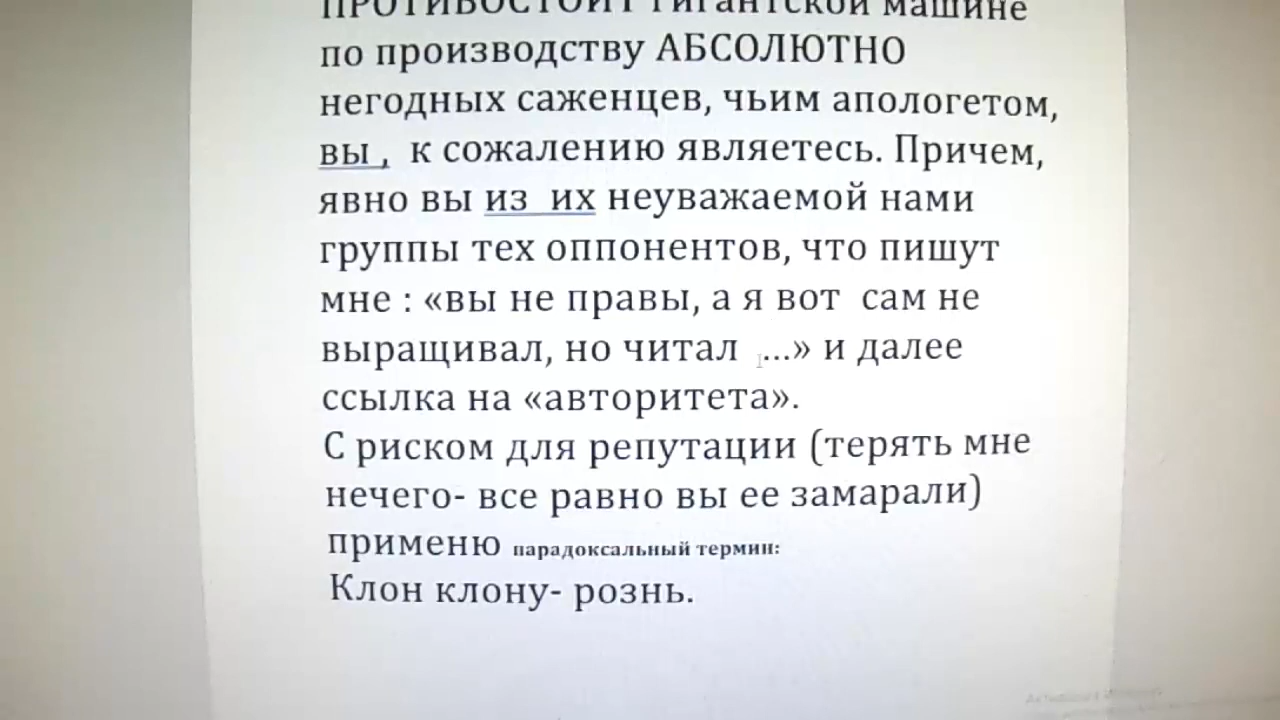 ПРОТИВОСТОИТ гигантской машине
по производству АБСОЛЮТНО
негодных саженцев, чьим апологетом,
вы , к сожалению являетесь. Причем,
явно вы из их неуважаемой нами
группы тех оппонентов, что пишут
мне : «вы не правы, а я вот сам не
выращивал, но читал ...» и далее
ссылка на «авторитета».
С риском для репутации (терять мне
нечего- все равно вы ее замарали)
применю парадоксальный термин:
Клон клону- рознь.